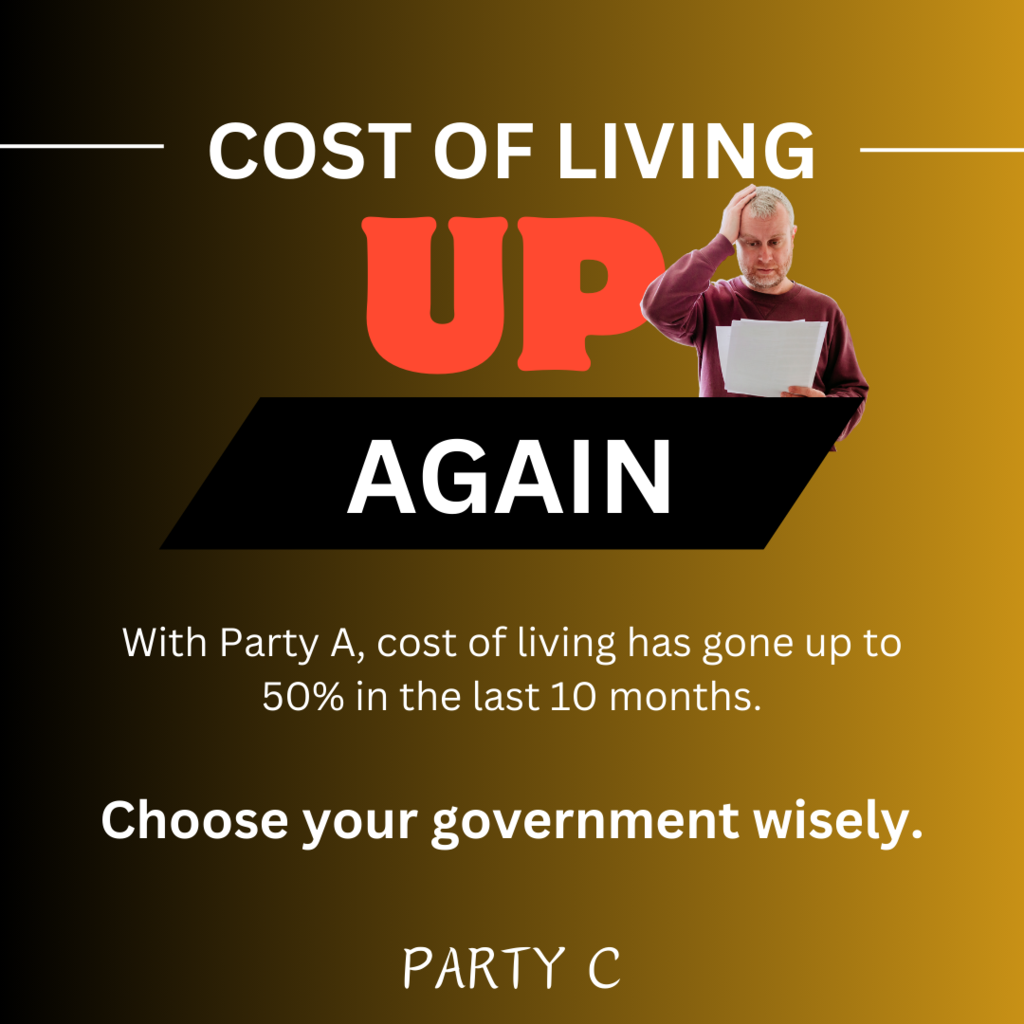 COST OF LIVING
UP
AGAIN
With Party A, cost of living has gone up to
50% in the last 10 months.
Choose your government wisely.
PARTY C